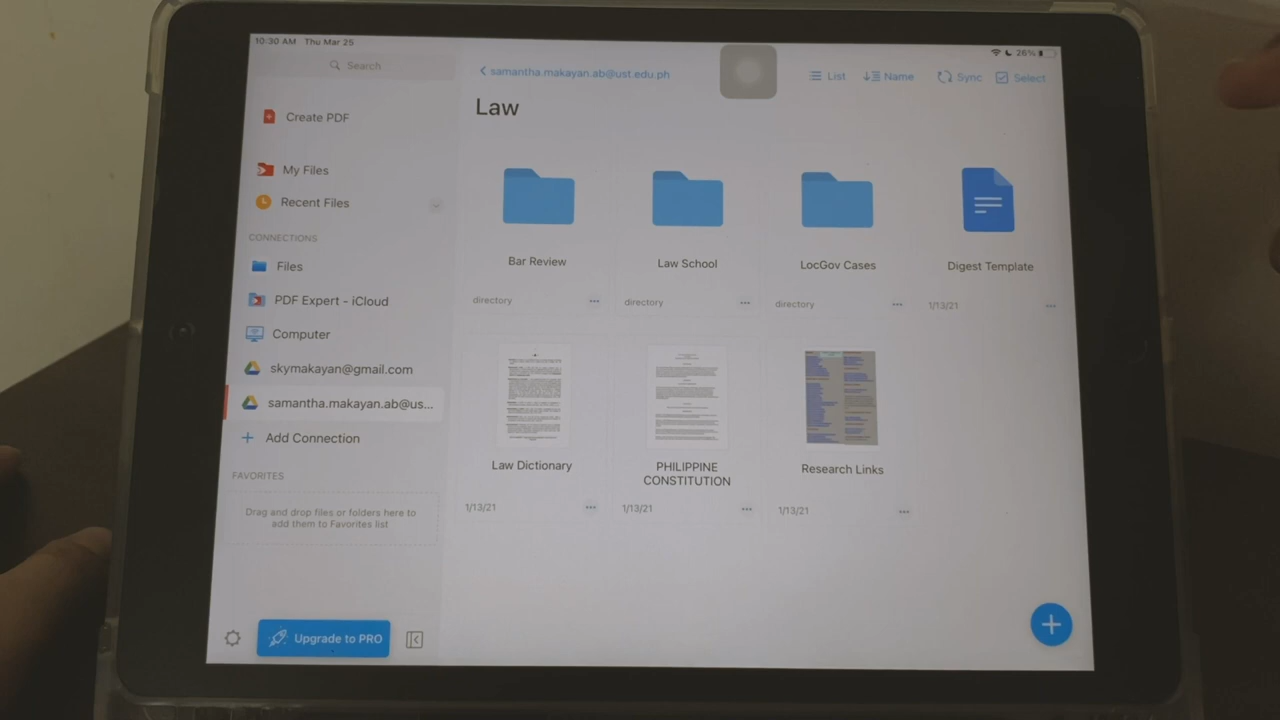 10:30 AM Thu Mar 25
26%
Search
Create PDF
My Files
Recent Files
CONNECTIONS
Files
PDF Expert - iCloud
Computer
skymakayan@gmail.com
samantha.makayan.ab@us...
Add Connection
FAVORITES
Drag and drop files or folders here to
add them to Favorites list
Upgrade to PRO
samantha.makayan.ab@ust.edu.ph
List
Name
Sync
Select
Law
Bar Review
directory
Law School
directory
LocGov Cases
directory
Digest Template
1/13/21
Law Dictionary
1/13/21
PHILIPPINE
CONSTITUTION
1/13/21
Research Links
1/13/21